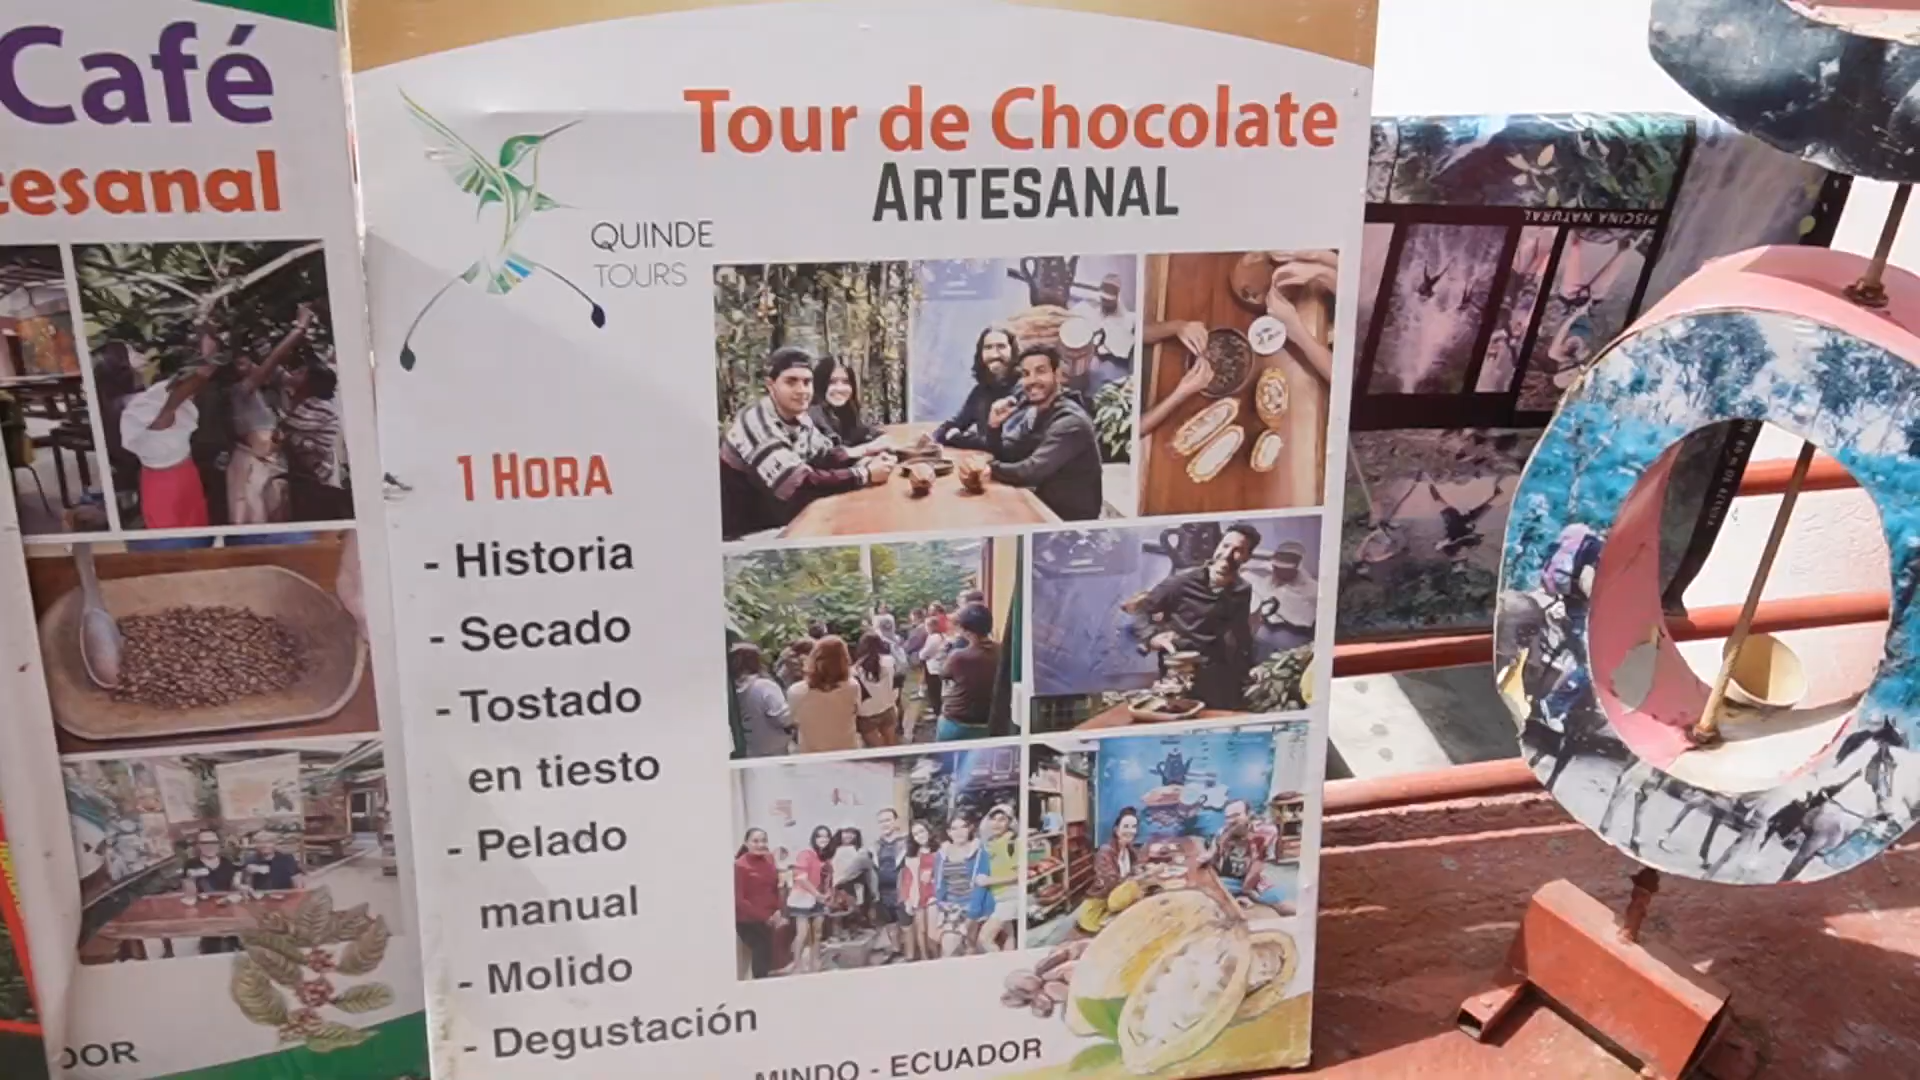 Café
tesanal
DOR
Tour de Chocolate
ARTESANAL
QUINDE
TOURS
1 HORA
- Historia
- Secado
- Tostado
en tiesto
- Pelado
manual
- Molido
- Degustación
MINDO - ECUADOR
PISCINA NATURAL